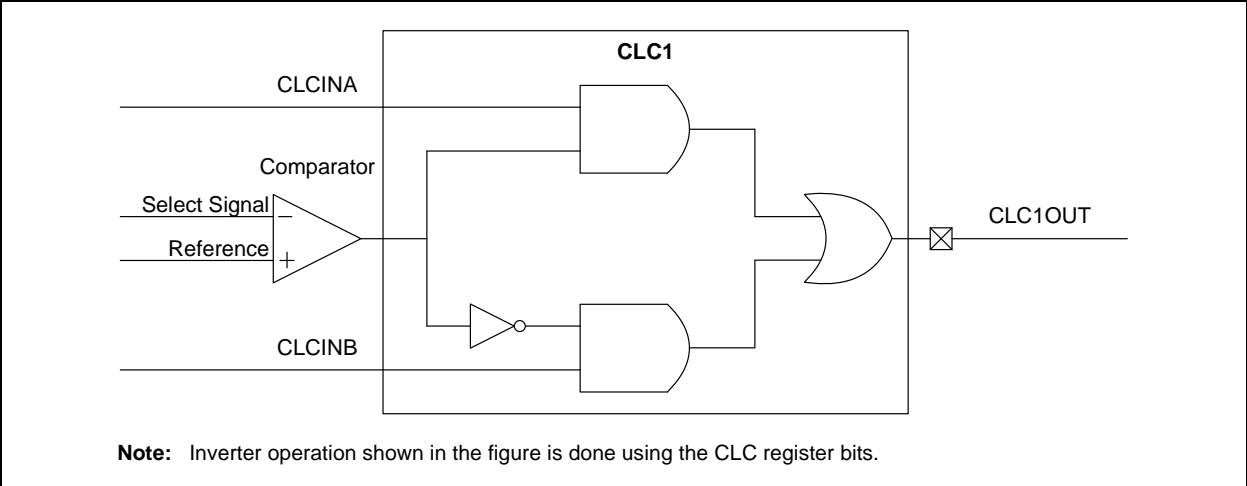 CLC1
CLCINA
Comparator
Select Signal
−
Reference
+
CLC1OUT
CLCINB
Note: Inverter operation shown in the figure is done using the CLC register bits.